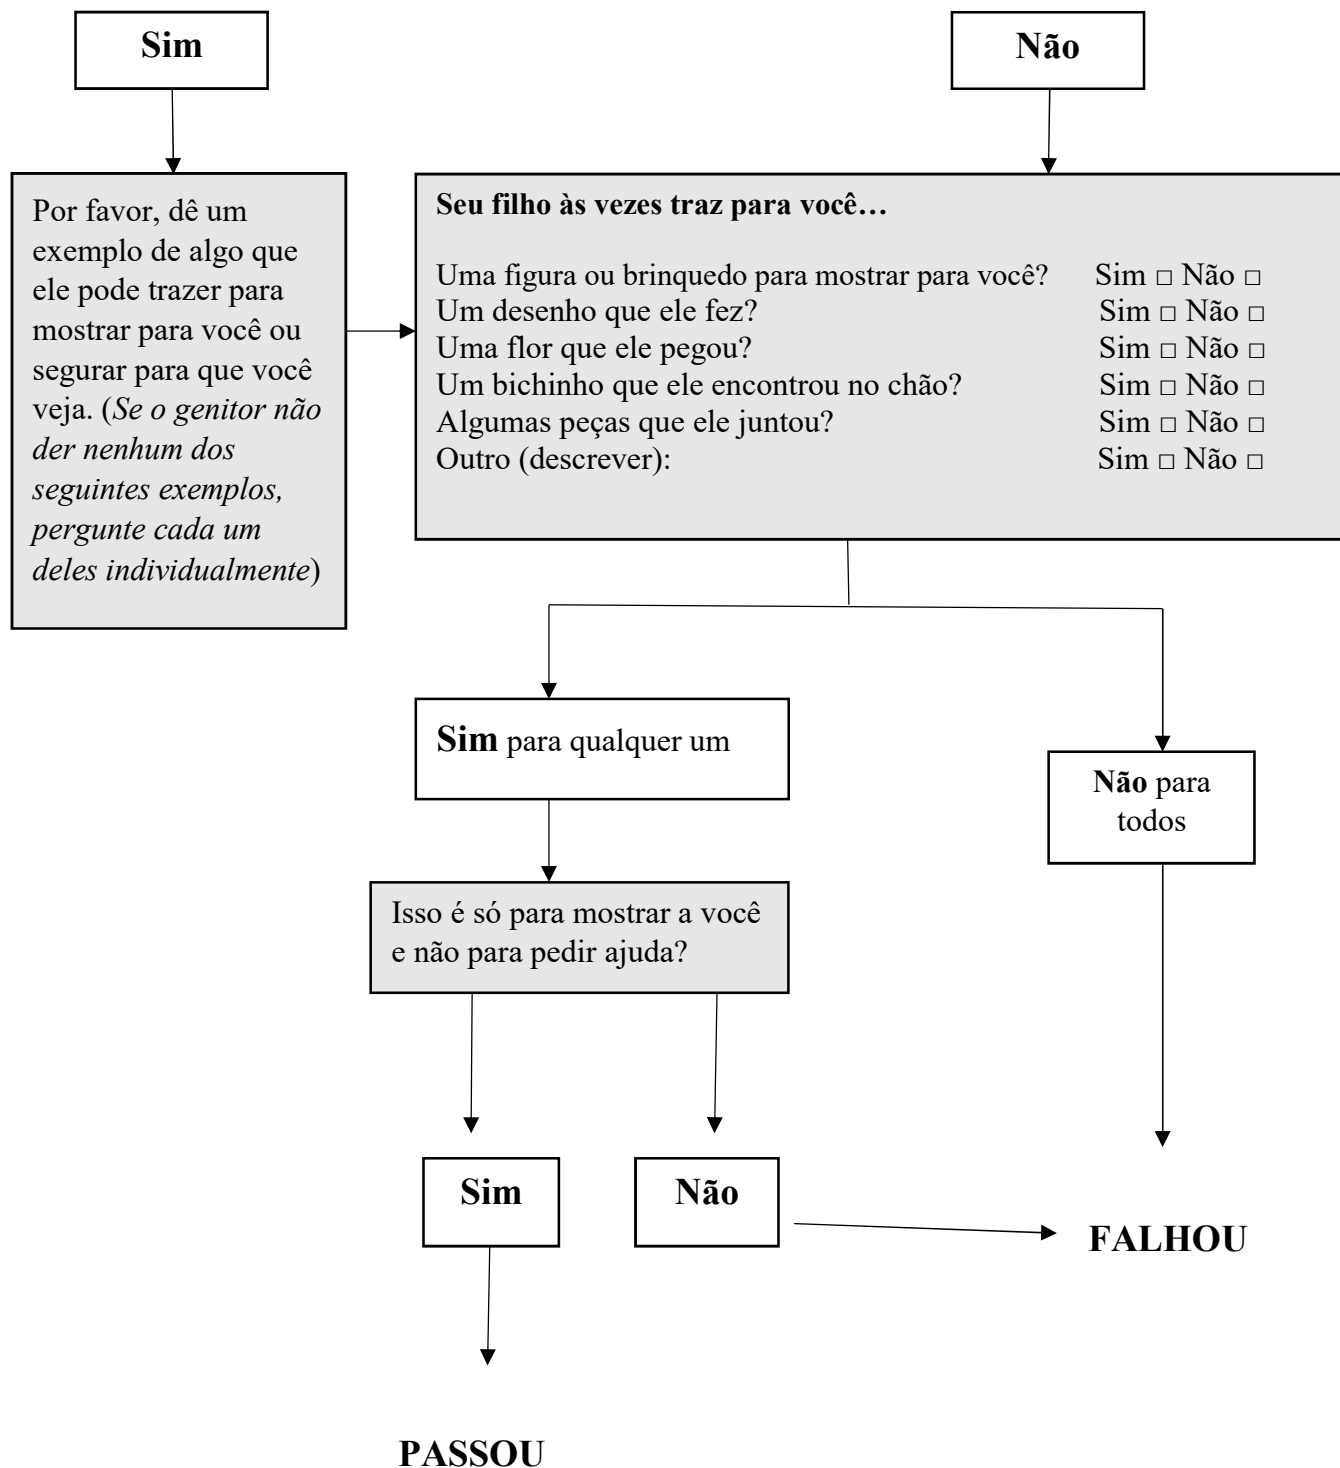 Sim
Não
Por favor, dê um
exemplo de algo que
ele pode trazer para
mostrar para você ou
segurar para que você
veja. (Se o genitor não
der nenhum dos
seguintes exemplos,
pergunte cada um
deles individualmente)
Seu filho às vezes traz para você…
Uma figura ou brinquedo para mostrar para você? Sim □ Não □
Um desenho que ele fez? Sim □ Não □
Uma flor que ele pegou? Sim □ Não □
Um bichinho que ele encontrou no chão? Sim □ Não □
Algumas peças que ele juntou? Sim □ Não □
Outro (descrever): Sim □ Não □
Sim para qualquer um
Não para
todos
Isso é só para mostrar a você
e não para pedir ajuda?
Sim
Não
FALHOU
PASSOU